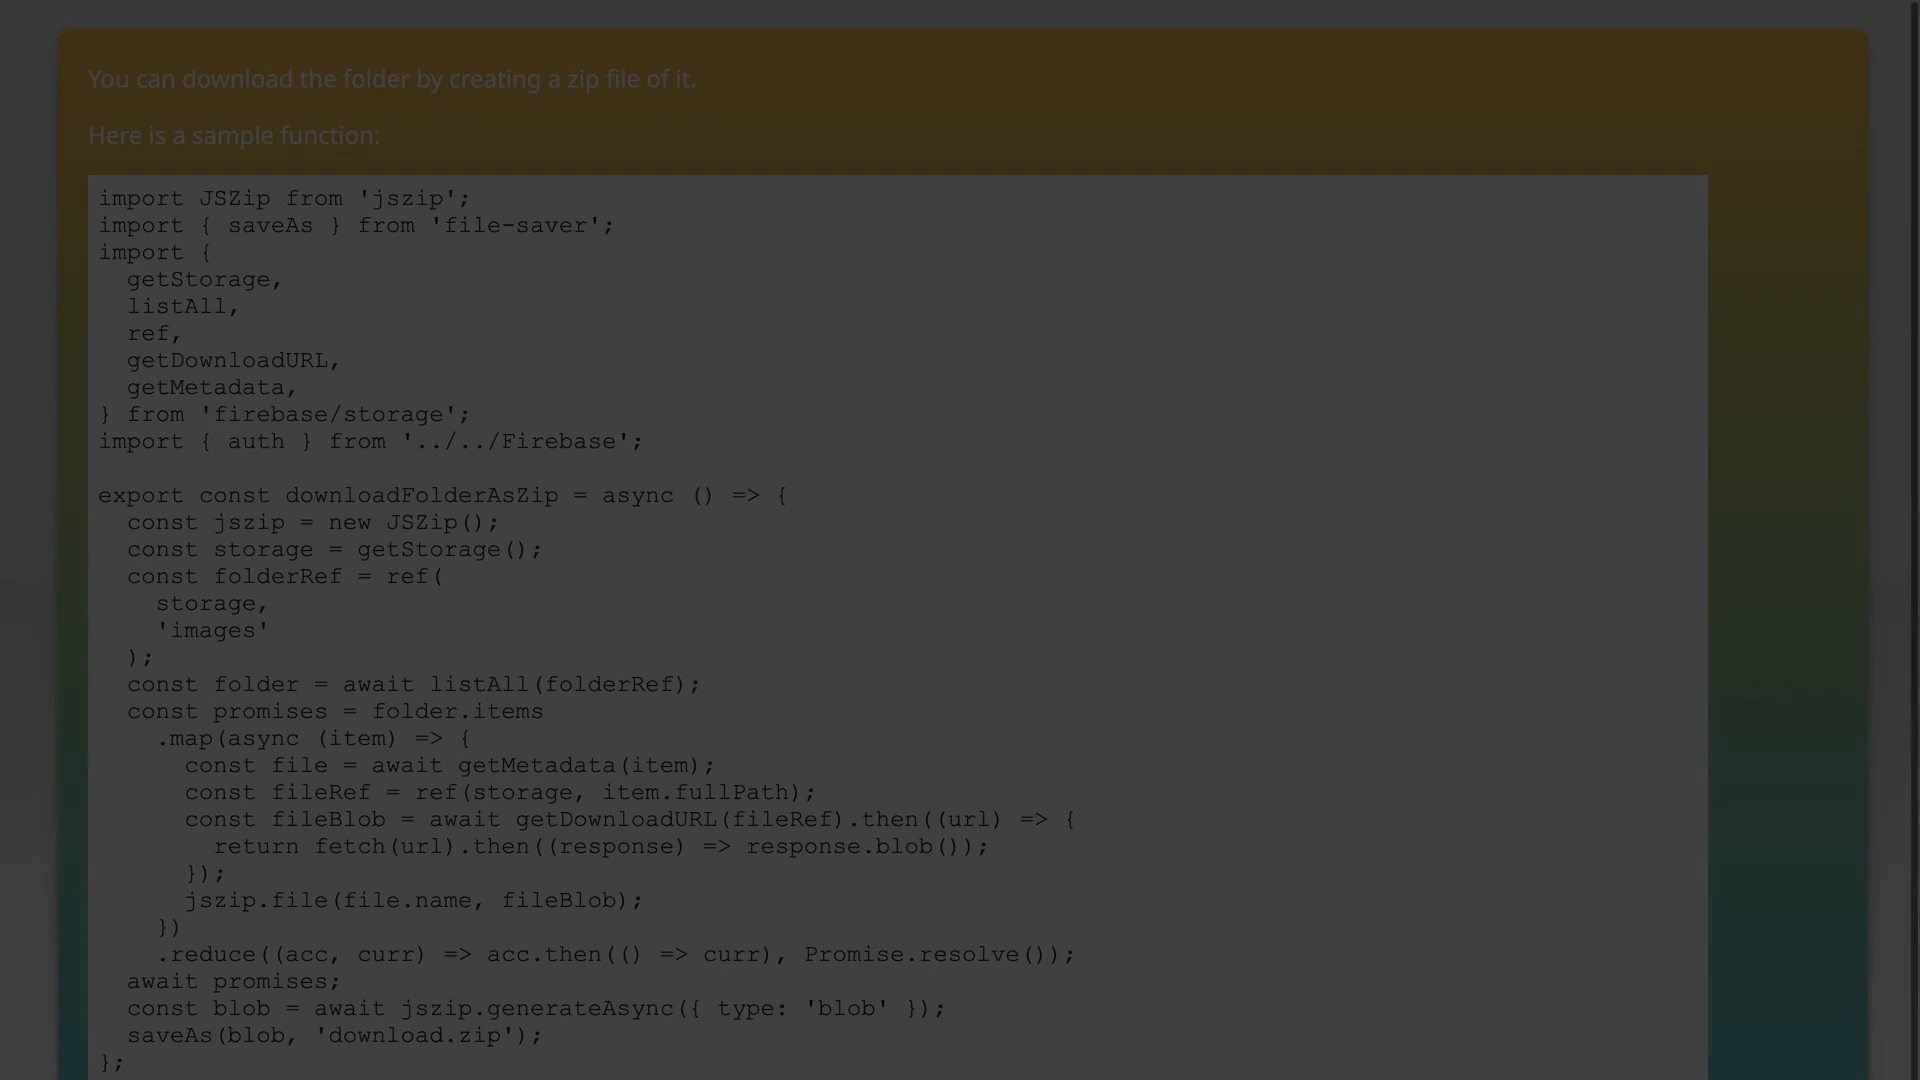 You can download the folder by creating a zip file of it.
Here is a sample function:
import JSZip from 'jszip';
import { saveAs } from 'file-saver';
import {
  getStorage,
  listAll,
  ref,
  getDownloadURL,
  getMetadata,
} from 'firebase/storage';
import { auth } from '../../Firebase';

export const downloadFolderAsZip = async () => {
  const jszip = new JSZip();
  const storage = getStorage();
  const folderRef = ref(
    storage,
    'images'
  );
  const folder = await listAll(folderRef);
  const promises = folder.items
    .map(async (item) => {
      const file = await getMetadata(item);
      const fileRef = ref(storage, item.fullPath);
      const fileBlob = await getDownloadURL(fileRef).then((url) => {
        return fetch(url).then((response) => response.blob());
      });
      jszip.file(file.name, fileBlob);
    })
    .reduce((acc, curr) => acc.then(() => curr), Promise.resolve());
  await promises;
  const blob = await jszip.generateAsync({ type: 'blob' });
  saveAs(blob, 'download.zip');
};